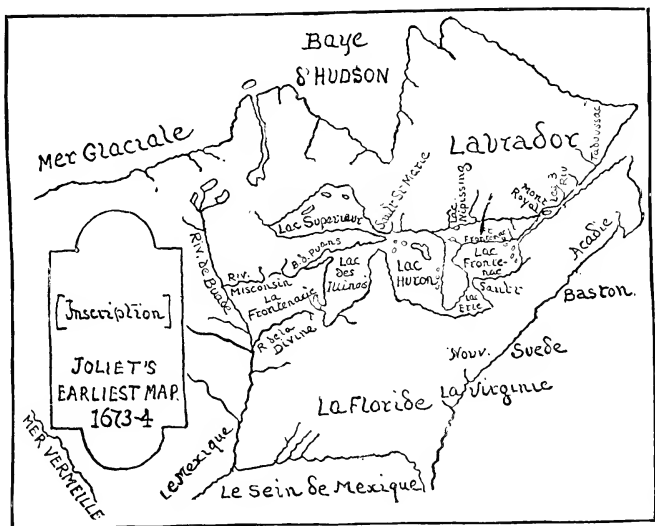 Baye
d'HUDSON
Mer Glaciale
Labrador
Tadoussac
Sault St. Marie
Lac Nipissing
Mont Royal
Les 3 Riv
Lac Superieur
Riv. de Buade
B. d. Puans
Riv. Misconsin
La Frontenacie
Lac des Ilinois
Lac Huron
Frontenac
Lac Frontenac
Lac Erie
Sault
Acadie
Baston.
R de la Divine
[Inscription]
JOLIET'S
EARLIEST MAP.
1673-4
Nouv. Suede
La Virginie
La Floride
MER VERMEILLE
Le Mexique
Le Sein de Mexique